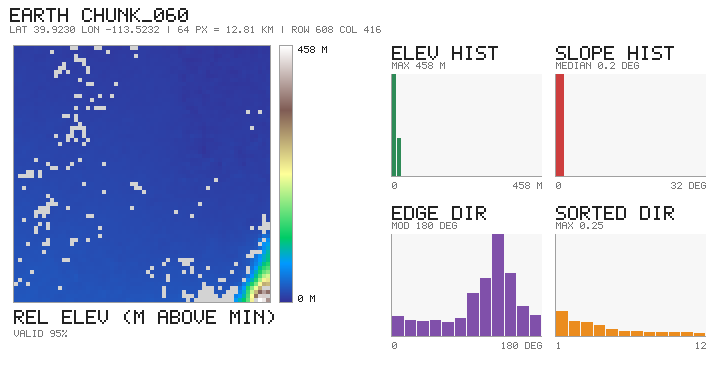 EARTH CHUNK_060
LAT 39.9230 LON -113.5232 | 64 PX = 12.81 KM | ROW 608 COL 416
458 M
0 M
REL ELEV (M ABOVE MIN)
VALID 95%
ELEV HIST
MAX 458 M
0 458 M
SLOPE HIST
MEDIAN 0.2 DEG
0 32 DEG
EDGE DIR
MOD 180 DEG
0 180 DEG
SORTED DIR
MAX 0.25
1 12